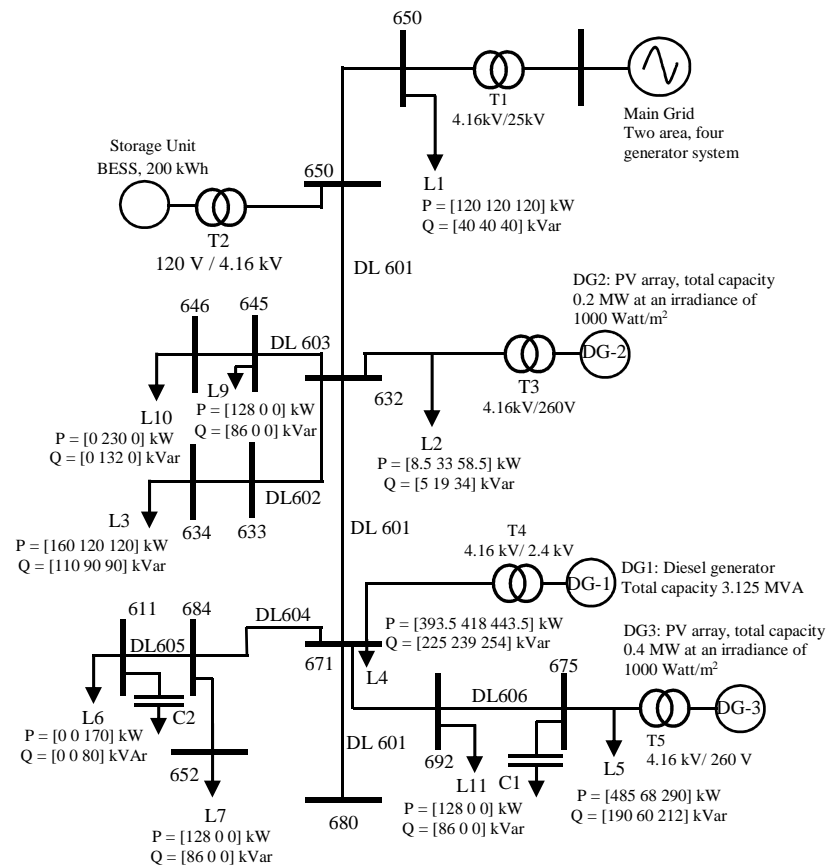 650
T1
4.16kV/25kV
Main Grid
Two area, four
generator system
Storage Unit
BESS, 200 kWh
650
L1
P = [120 120 120] kW
Q = [40 40 40] kVar
T2
120 V / 4.16 kV
DL 601
DG2: PV array, total capacity
0.2 MW at an irradiance of
1000 Watt/m²
646
645
DL 603
DG-2
T3
4.16kV/260V
632
L9
L10
P = [128 0 0] kW
Q = [86 0 0] kVar
P = [0 230 0] kW
Q = [0 132 0] kVar
L2
P = [8.5 33 58.5] kW
Q = [5 19 34] kVar
DL602
L3
634
633
P = [160 120 120] kW
Q = [110 90 90] kVar
DL 601
T4
4.16 kV/ 2.4 kV
DG-1
DG1: Diesel generator
Total capacity 3.125 MVA
611
684
DL604
P = [393.5 418 443.5] kW
Q = [225 239 254] kVar
DG3: PV array, total capacity
0.4 MW at an irradiance of
1000 Watt/m²
DL605
671
L4
675
DL606
DG-3
L6
C2
P = [0 0 170] kW
Q = [0 0 80] kVAr
DL 601
T5
4.16 kV/ 260 V
652
692
L11
C1
L5
L7
P = [128 0 0] kW
Q = [86 0 0] kVar
680
P = [128 0 0] kW
Q = [86 0 0] kVar
P = [485 68 290] kW
Q = [190 60 212] kVar